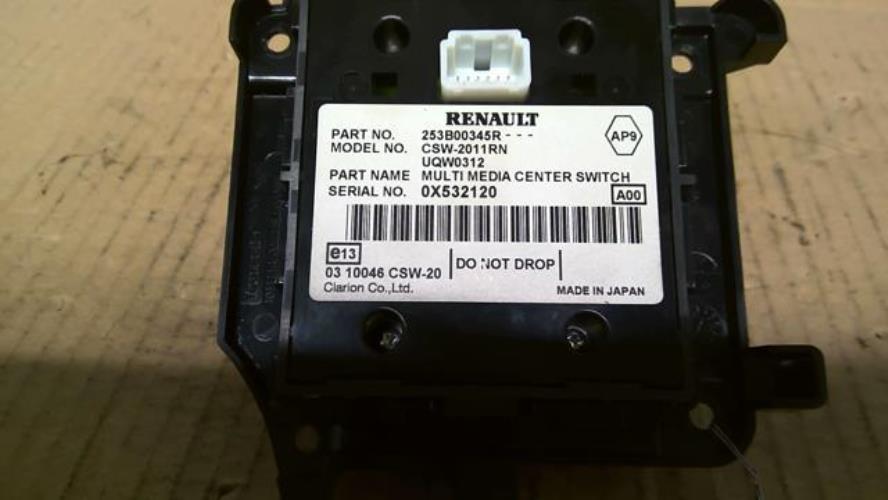 RENAULT
PART NO. 253B00345R---
AP9
MODEL NO. CSW-2011RN
UQW0312
PART NAME MULTI MEDIA CENTER SWITCH
SERIAL NO. 0X532120
A00
e13
03 10046 CSW-20
DO NOT DROP
Clarion Co.,Ltd.
MADE IN JAPAN